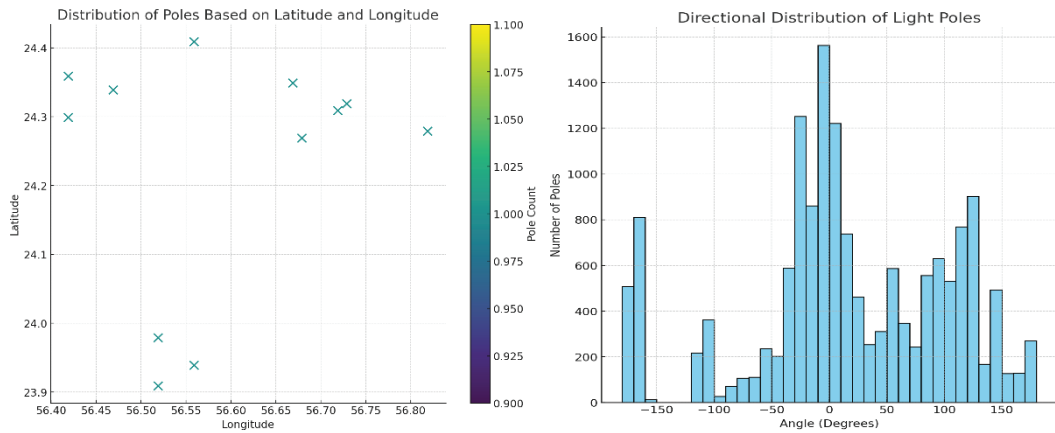 Distribution of Poles Based on Latitude and Longitude
24.4
24.3
24.2
24.1
24.0
23.9
Latitude
56.40 56.45 56.50 56.55 56.60 56.65 56.70 56.75 56.80
Longitude
1.100
1.075
1.050
1.025
1.000
0.975
0.950
0.925
0.900
Pole Count
Directional Distribution of Light Poles
1600
1400
1200
1000
800
600
400
200
0
Number of Poles
−150 −100 −50 0 50 100 150
Angle (Degrees)